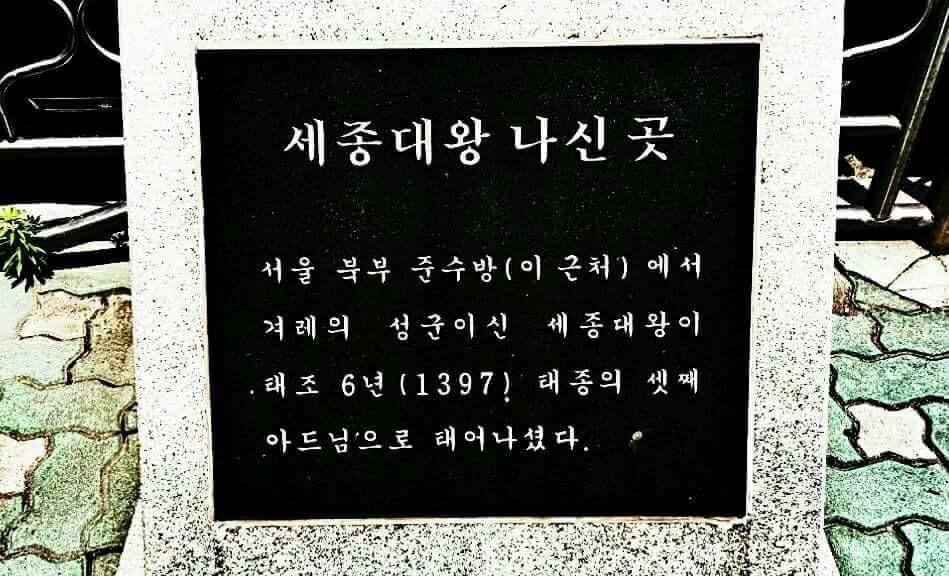 세종대왕 나신 곳
서울 북부 준수방(이 근처)에서
겨레의 성군이신 세종대왕이
태조 6년(1397) 태종의 셋째
아드님으로 태어나셨다.